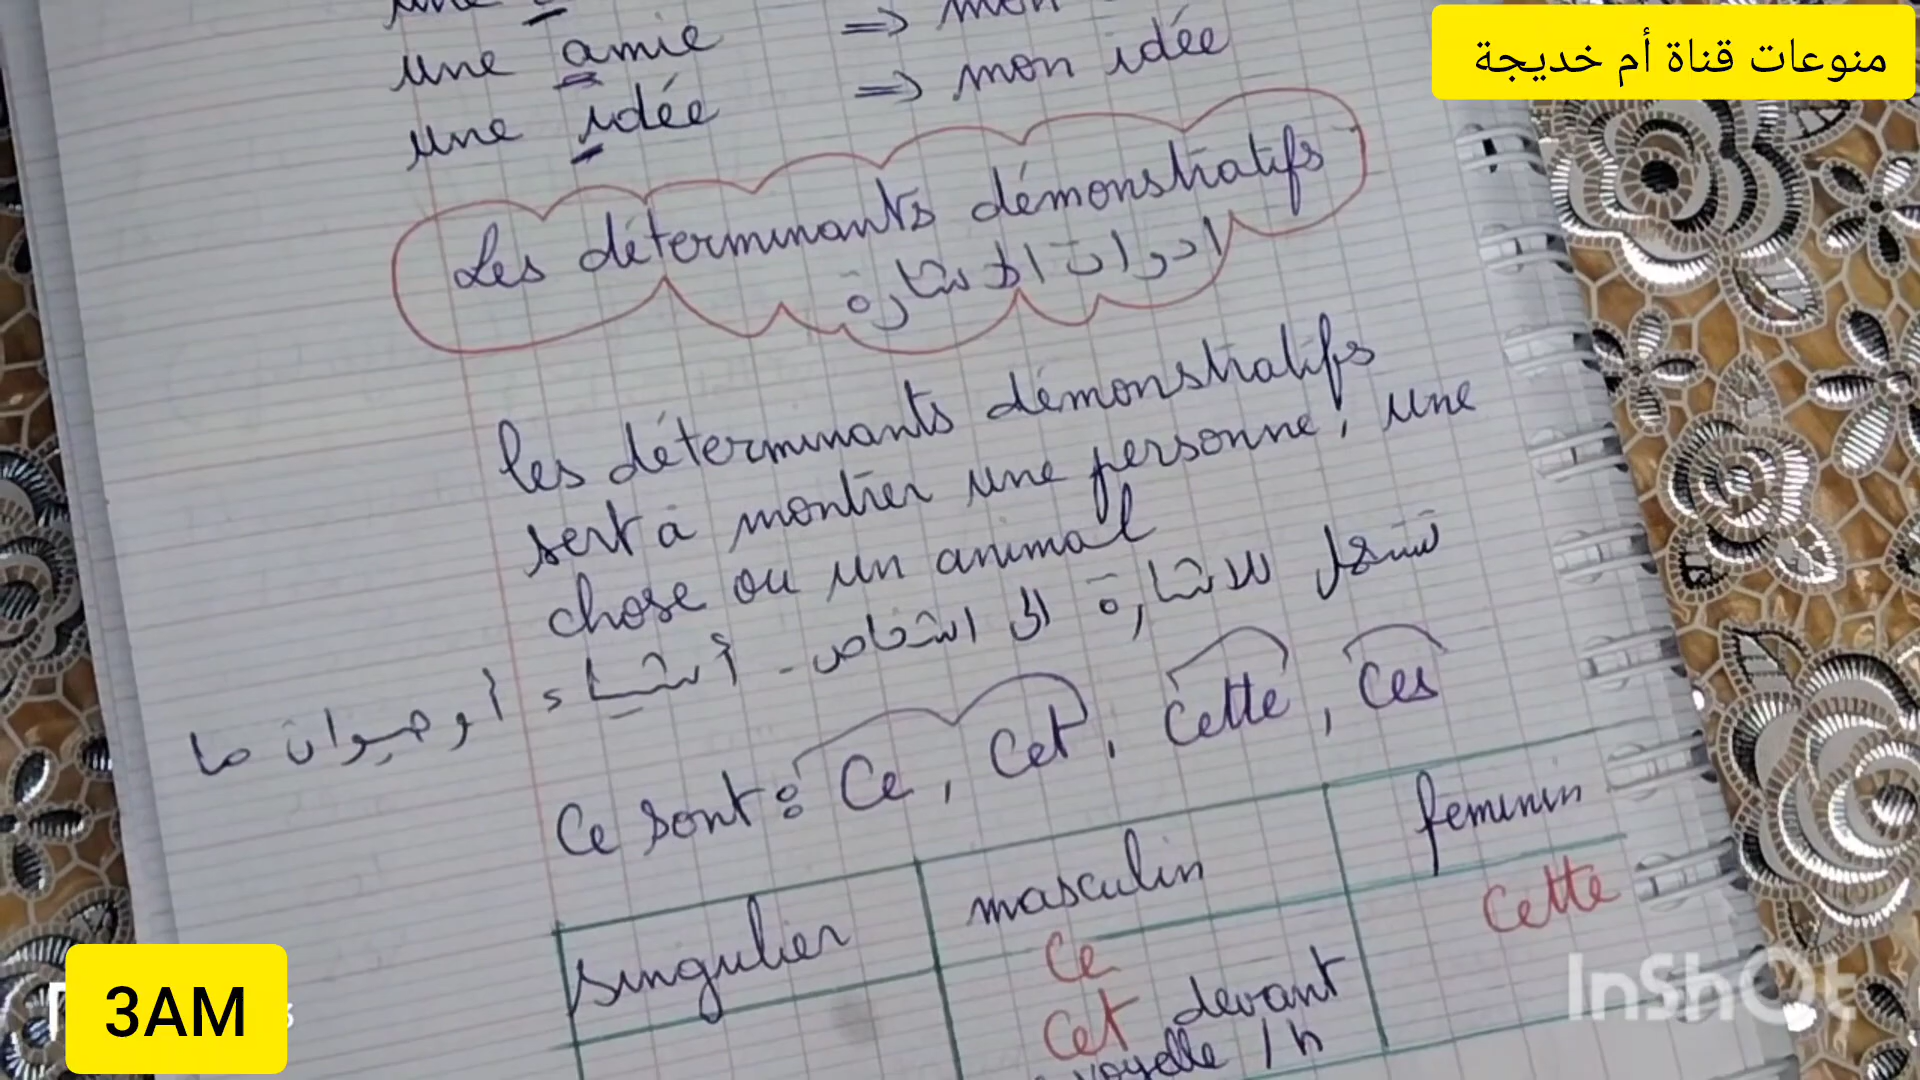 منوعات قناة أم خديجة
une amie => mon
une idée => mon idée
Les déterminants démonstratifs
ادوات الاشارة
les déterminants démonstratifs
sert à montrer une personne, une
chose ou un animal
تستعمل للاشارة الى اشخاص - أشياء أو حيوان ما
Ce sont : Ce, Cet, Cette, Ces
masculin féminin
singulier Ce Cette
Cet devant
voyelle / h
3AM
InShOt